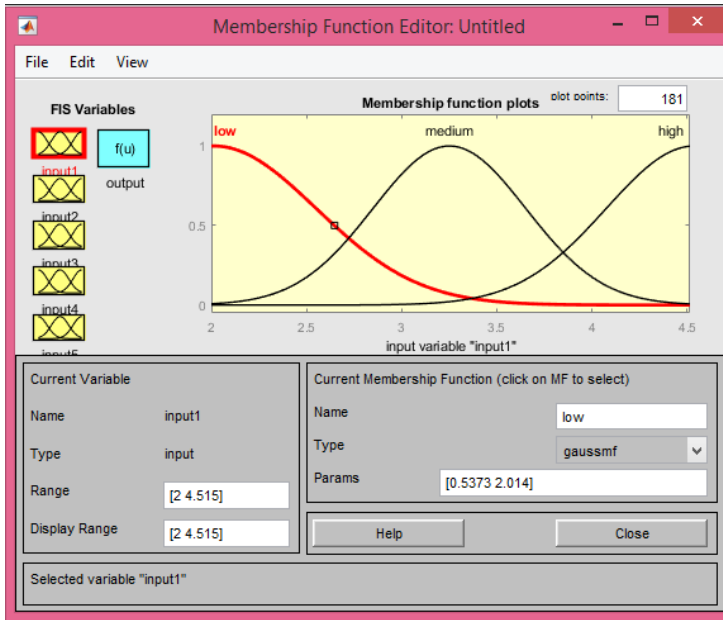 Membership Function Editor: Untitled
File Edit View
FIS Variables
Membership function plots plot points: 181
f(u)
input1
output
input2
input3
input4
input5
low medium high
1
0.5
0
2 2.5 3 3.5 4 4.5
input variable "input1"
Current Variable
Name input1
Type input
Range [2 4.515]
Display Range [2 4.515]
Current Membership Function (click on MF to select)
Name low
Type gaussmf
Params [0.5373 2.014]
Help Close
Selected variable "input1"